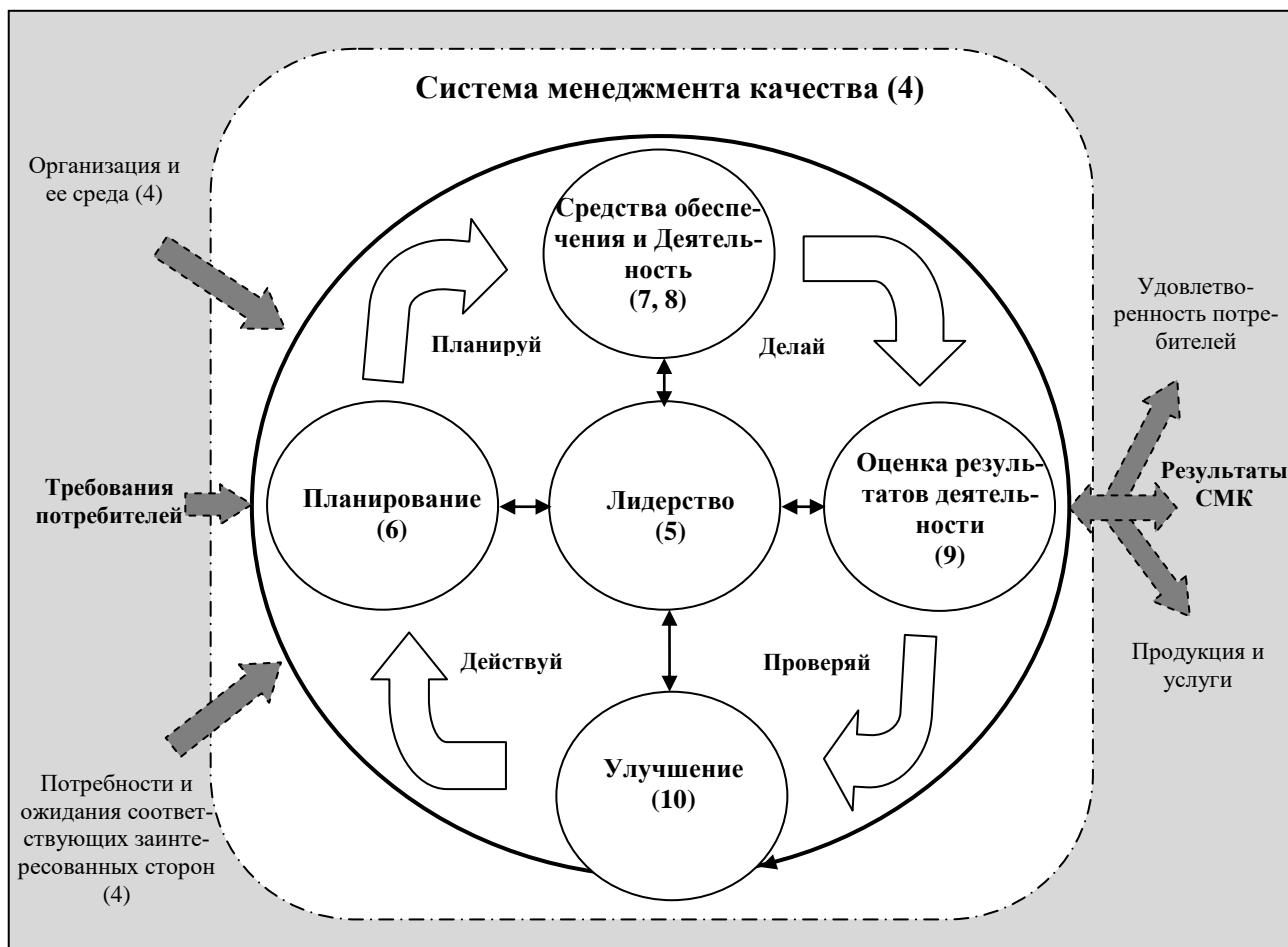 Система менеджмента качества (4)
Организация и
ее среда (4)
Средства обеспе-
чения и Деятель-
ность
(7, 8)
Удовлетво-
ренность потре-
бителей
Планируй
Делай
Требования
потребителей
Планирование
(6)
Лидерство
(5)
Оценка резуль-
татов деятель-
ности
(9)
Результаты
СМК
Действуй
Проверяй
Продукция и
услуги
Улучшение
(10)
Потребности и
ожидания соответ-
ствующих заинте-
ресованных сторон
(4)